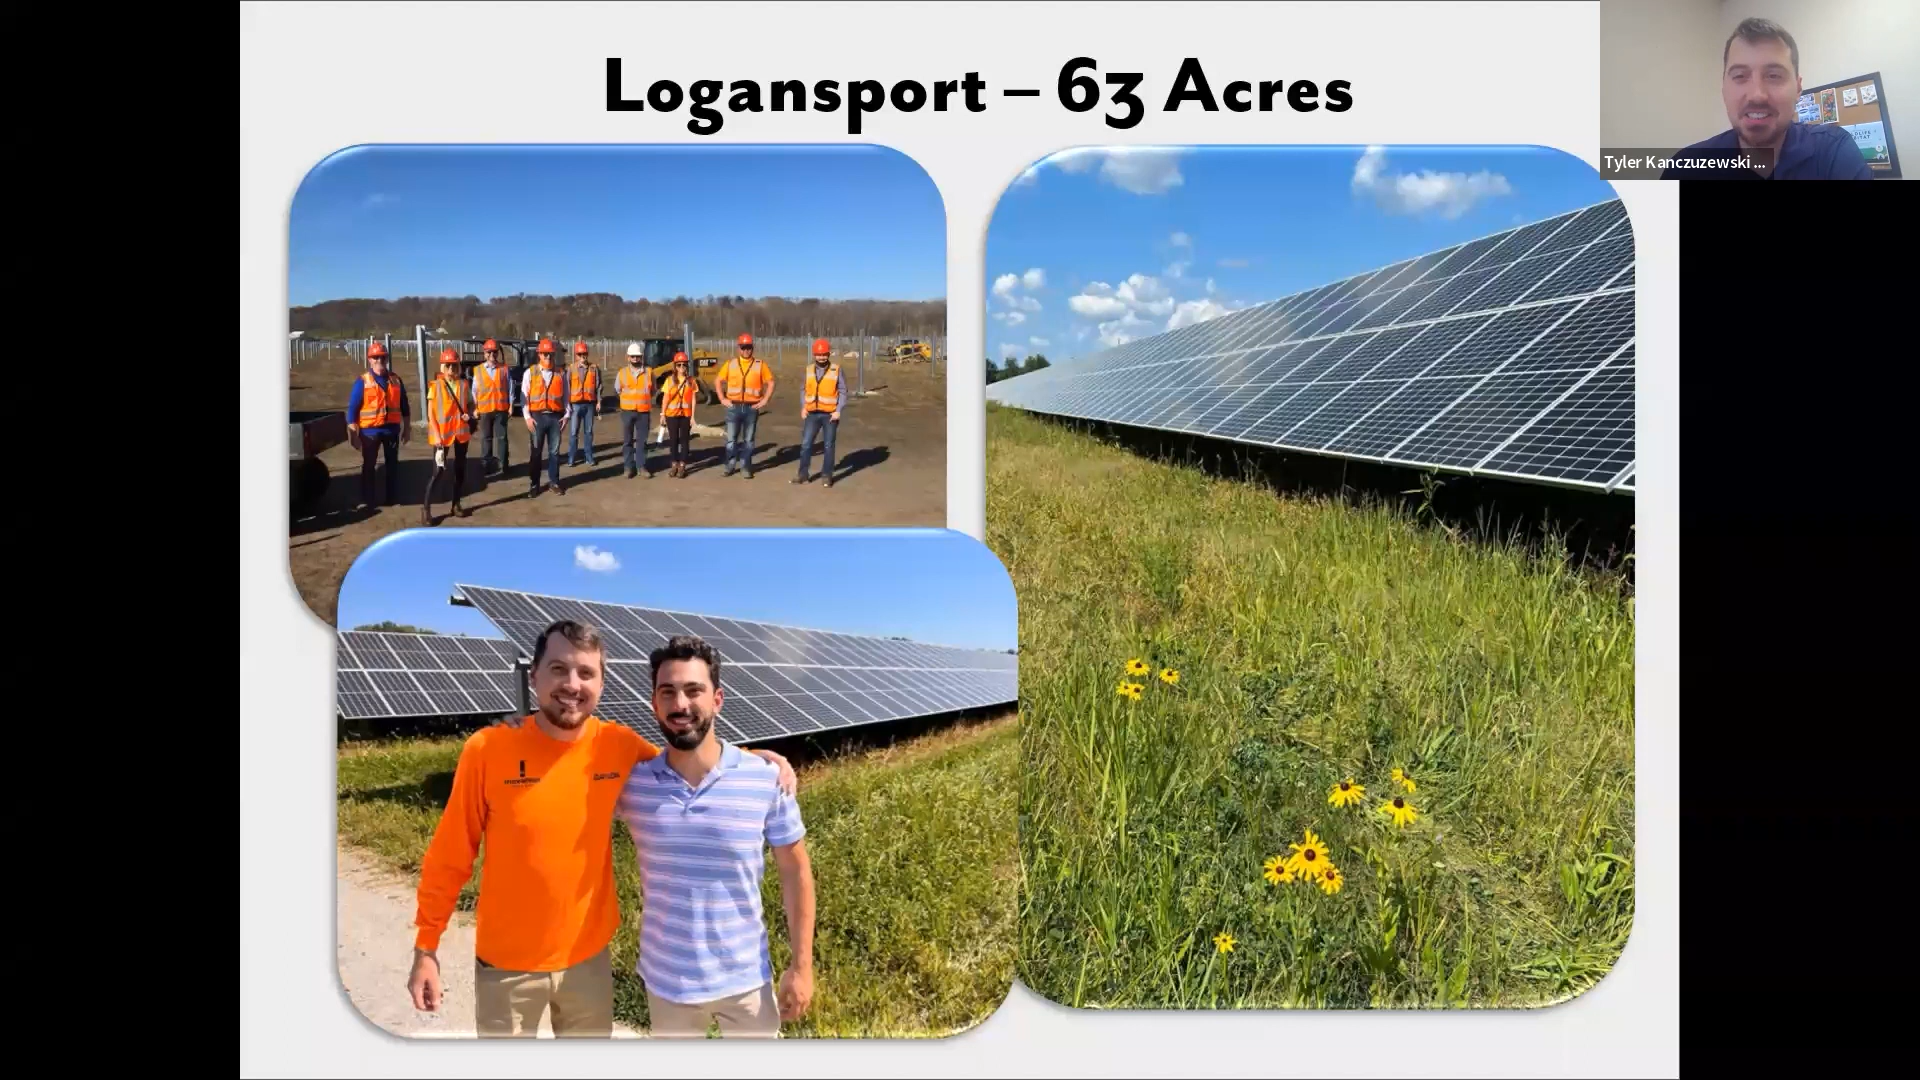 Logansport – 63 Acres
Tyler Kanczuzewski ...